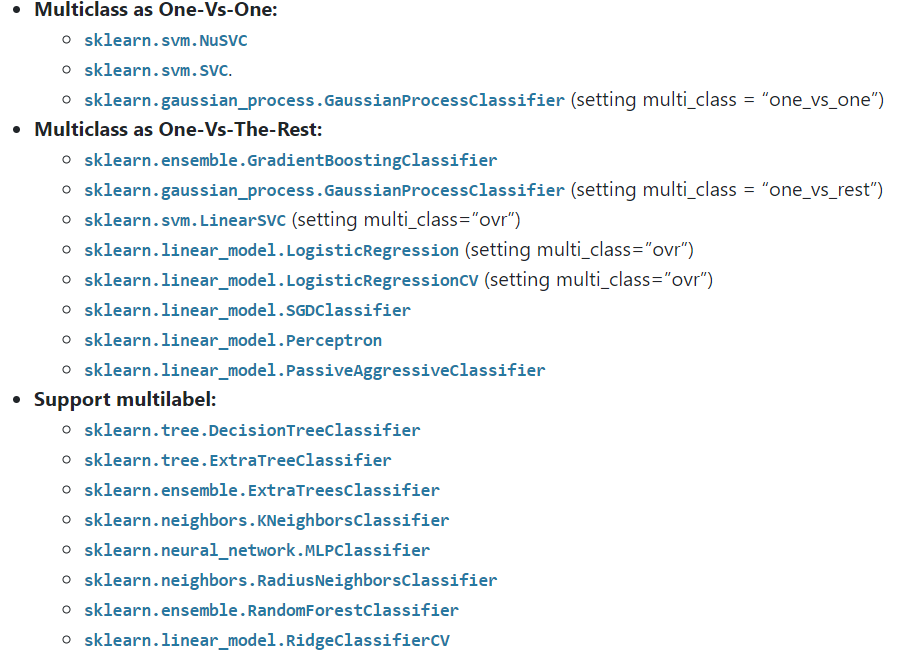 Multiclass as One-Vs-One:
sklearn.svm.NuSVC
sklearn.svm.SVC.
sklearn.gaussian_process.GaussianProcessClassifier (setting multi_class = “one_vs_one”)
Multiclass as One-Vs-The-Rest:
sklearn.ensemble.GradientBoostingClassifier
sklearn.gaussian_process.GaussianProcessClassifier (setting multi_class = “one_vs_rest”)
sklearn.svm.LinearSVC (setting multi_class=”ovr”)
sklearn.linear_model.LogisticRegression (setting multi_class=”ovr”)
sklearn.linear_model.LogisticRegressionCV (setting multi_class=”ovr”)
sklearn.linear_model.SGDClassifier
sklearn.linear_model.Perceptron
sklearn.linear_model.PassiveAggressiveClassifier
Support multilabel:
sklearn.tree.DecisionTreeClassifier
sklearn.tree.ExtraTreeClassifier
sklearn.ensemble.ExtraTreesClassifier
sklearn.neighbors.KNeighborsClassifier
sklearn.neural_network.MLPClassifier
sklearn.neighbors.RadiusNeighborsClassifier
sklearn.ensemble.RandomForestClassifier
sklearn.linear_model.RidgeClassifierCV